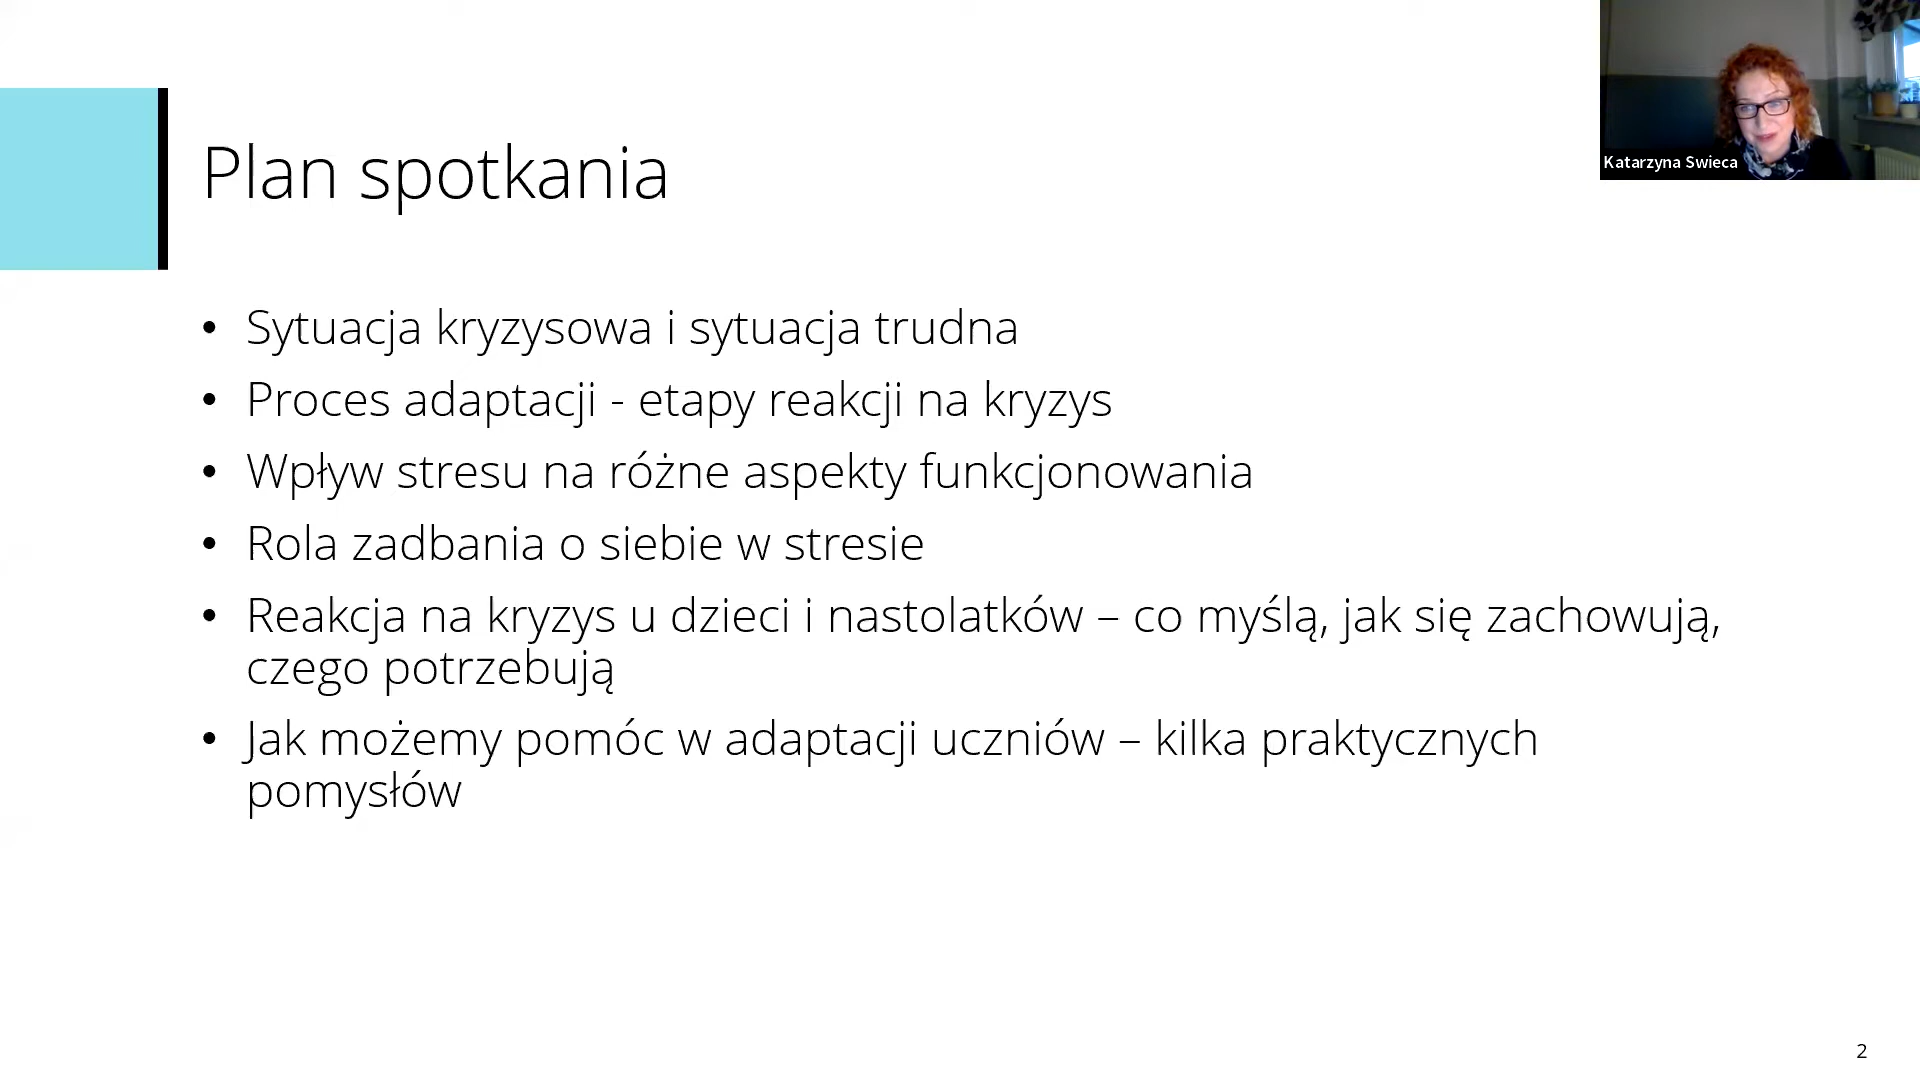 Katarzyna Swieca
Plan spotkania
• Sytuacja kryzysowa i sytuacja trudna
• Proces adaptacji - etapy reakcji na kryzys
• Wpływ stresu na różne aspekty funkcjonowania
• Rola zadbania o siebie w stresie
• Reakcja na kryzys u dzieci i nastolatków – co myślą, jak się zachowują,
czego potrzebują
• Jak możemy pomóc w adaptacji uczniów – kilka praktycznych
pomysłów
2